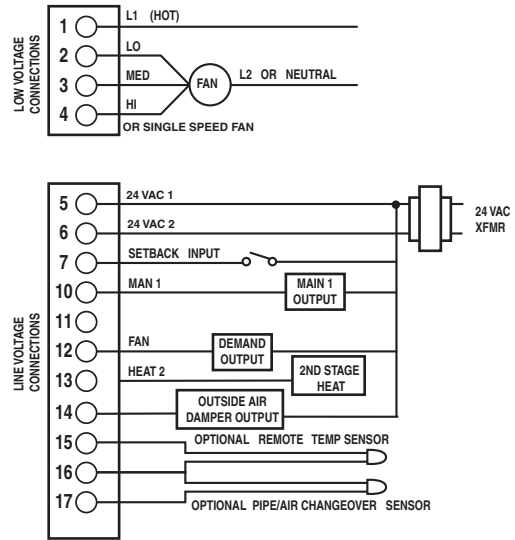 LOW VOLTAGE
CONNECTIONS
1 L1 (HOT)
2 LO
3 MED
4 HI
FAN
L2 OR NEUTRAL
OR SINGLE SPEED FAN
LINE VOLTAGE
CONNECTIONS
5 24 VAC 1
6 24 VAC 2
24 VAC
XFMR
7 SETBACK INPUT
10 MAN 1
MAIN 1
OUTPUT
11
12 FAN
DEMAND
OUTPUT
13 HEAT 2
2ND STAGE
HEAT
14
OUTSIDE AIR
DAMPER OUTPUT
15 OPTIONAL REMOTE TEMP SENSOR
16
17 OPTIONAL PIPE/AIR CHANGEOVER SENSOR